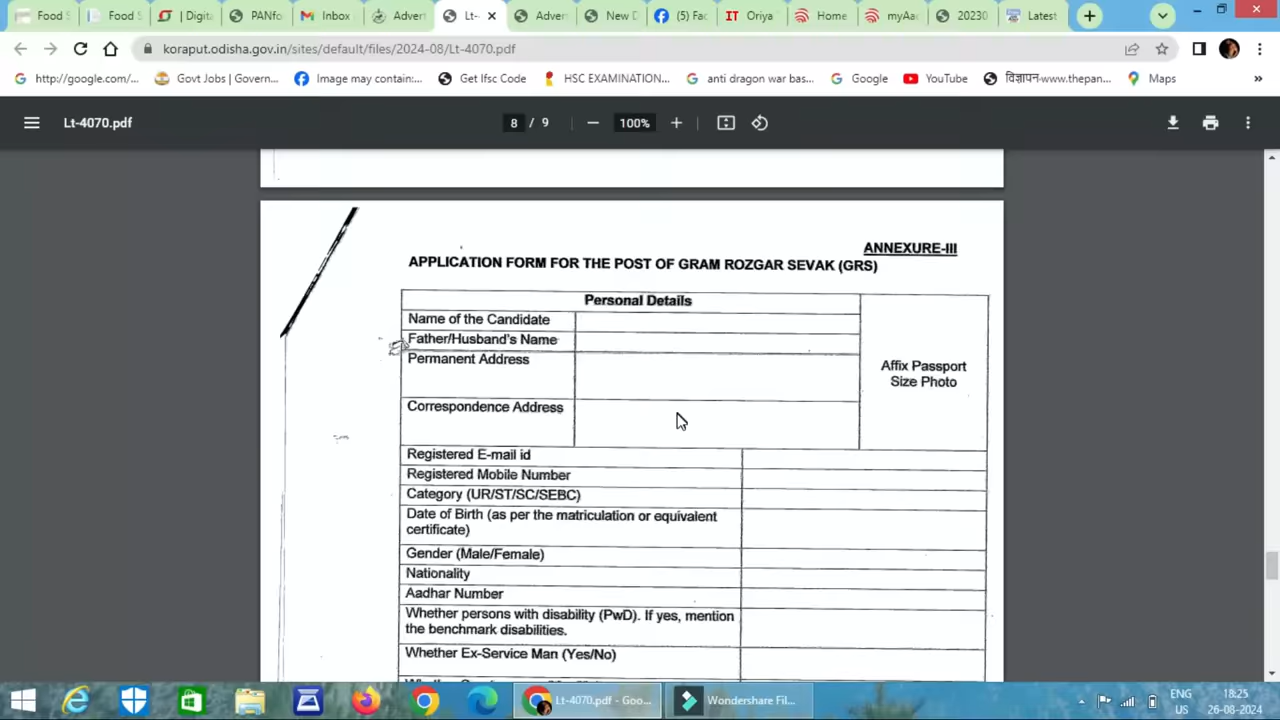 Food S
Food S
| Digita
PANfo
Inbox
Advert
Lt-
Adver
New D
(5) Fac
IT Oriya
Home
myAac
20230
Latest
koraput.odisha.gov.in/sites/default/files/2024-08/Lt-4070.pdf
http://google.com/...
Govt Jobs | Govern...
Image may contain:...
Get Ifsc Code
HSC EXAMINATION...
anti dragon war bas...
Google
YouTube
विज्ञापन-www.thepan...
Maps
»
Lt-4070.pdf
8 / 9
100%
ANNEXURE-III
APPLICATION FORM FOR THE POST OF GRAM ROZGAR SEVAK (GRS)
Personal Details
Name of the Candidate
Father/Husband's Name
Permanent Address
Affix Passport
Size Photo
Correspondence Address
Registered E-mail id
Registered Mobile Number
Category (UR/ST/SC/SEBC)
Date of Birth (as per the matriculation or equivalent
certificate)
Gender (Male/Female)
Nationality
Aadhar Number
Whether persons with disability (PwD). If yes, mention
the benchmark disabilities.
Whether Ex-Service Man (Yes/No)
Lt-4070.pdf - Goo...
Wondershare Fil...
ENG
US
18:25
26-08-2024